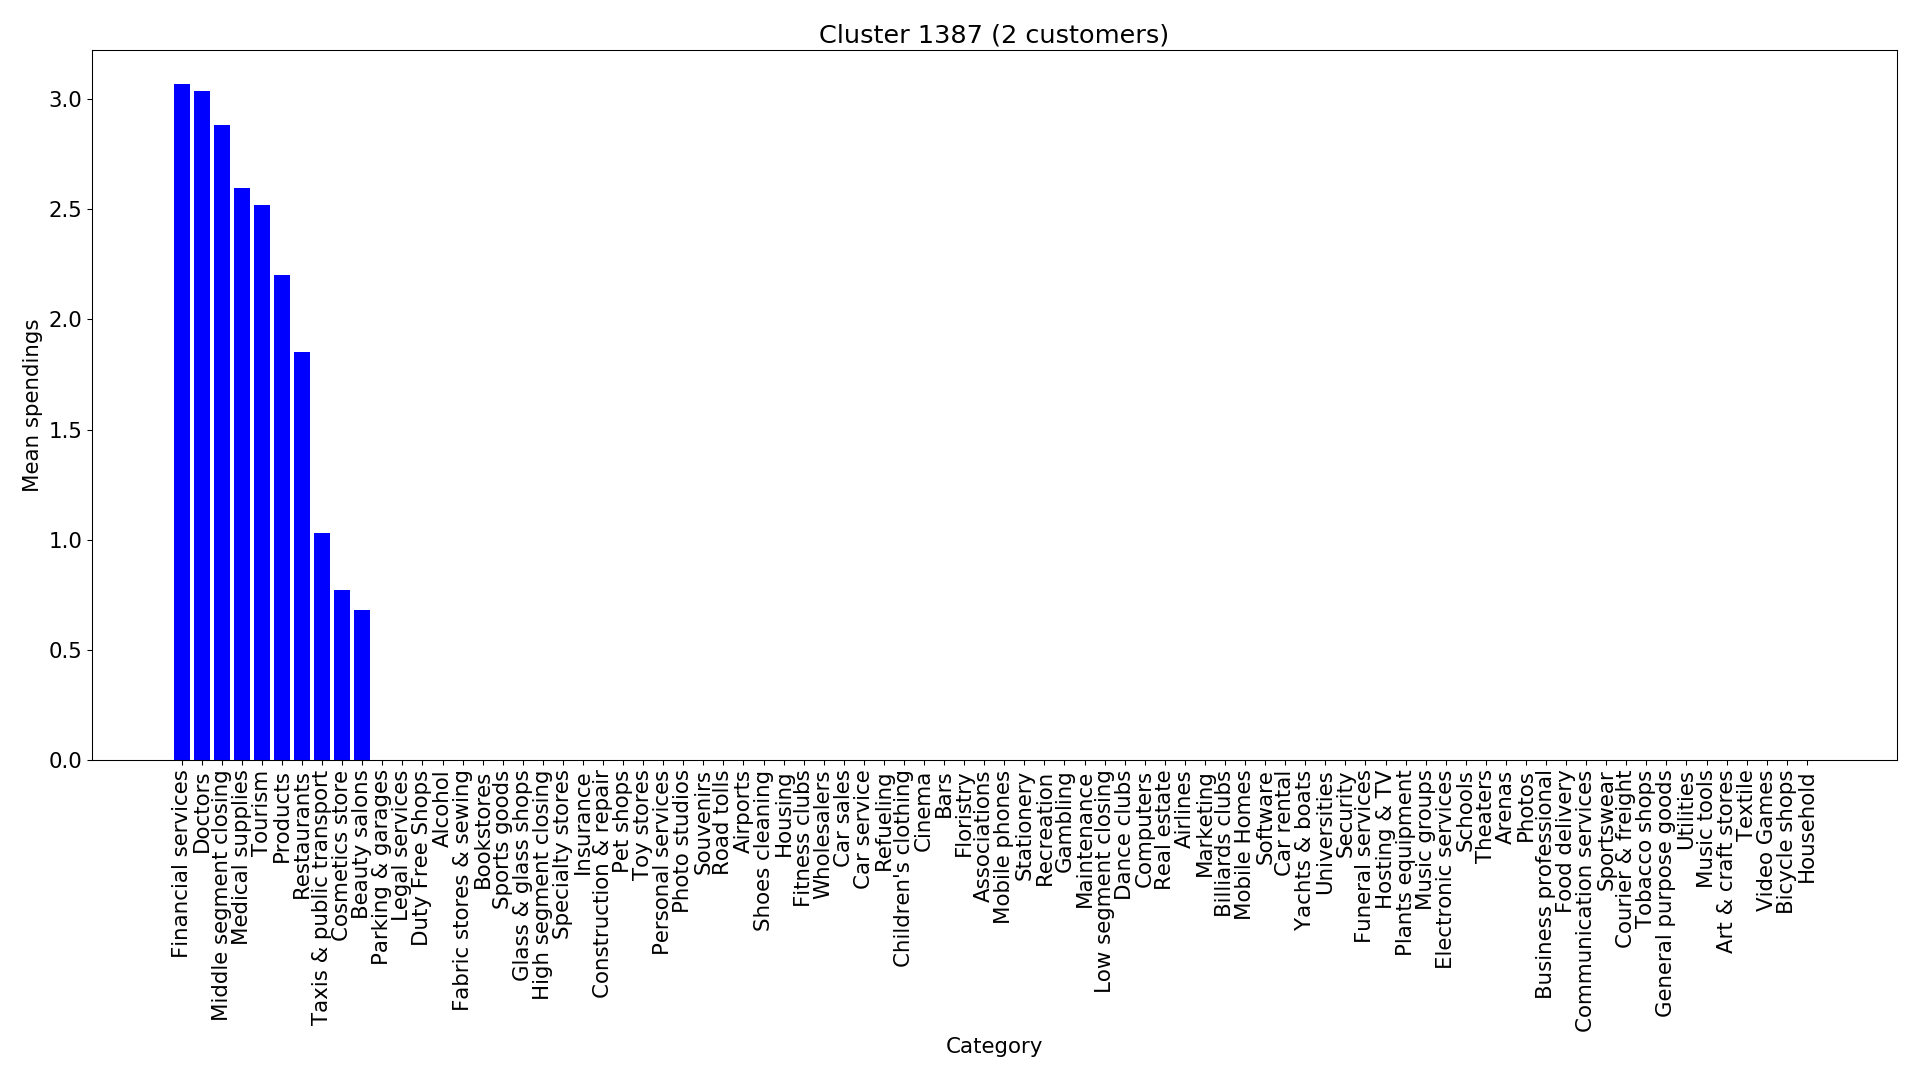 Cluster 1387 (2 customers)
Mean spendings
3.0
2.5
2.0
1.5
1.0
0.5
0.0
Financial services
Doctors
Middle segment closing
Medical supplies
Tourism
Products
Restaurants
Taxis & public transport
Cosmetics store
Beauty salons
Parking & garages
Legal services
Duty Free Shops
Alcohol
Fabric stores & sewing
Bookstores
Sports goods
Glass & glass shops
High segment closing
Specialty stores
Insurance
Construction & repair
Pet shops
Toy stores
Personal services
Photo studios
Souvenirs
Road tolls
Airports
Shoes cleaning
Housing
Fitness clubs
Wholesalers
Car sales
Car service
Refueling
Children's clothing
Cinema
Bars
Floristry
Associations
Mobile phones
Stationery
Recreation
Gambling
Maintenance
Low segment closing
Dance clubs
Computers
Real estate
Airlines
Marketing
Billiards clubs
Mobile Homes
Software
Car rental
Yachts & boats
Universities
Security
Funeral services
Hosting & TV
Plants equipment
Music groups
Electronic services
Schools
Theaters
Arenas
Photos
Business professional
Food delivery
Communication services
Sportswear
Courier & freight
Tobacco shops
General purpose goods
Utilities
Music tools
Art & craft stores
Textile
Video Games
Bicycle shops
Household
Category